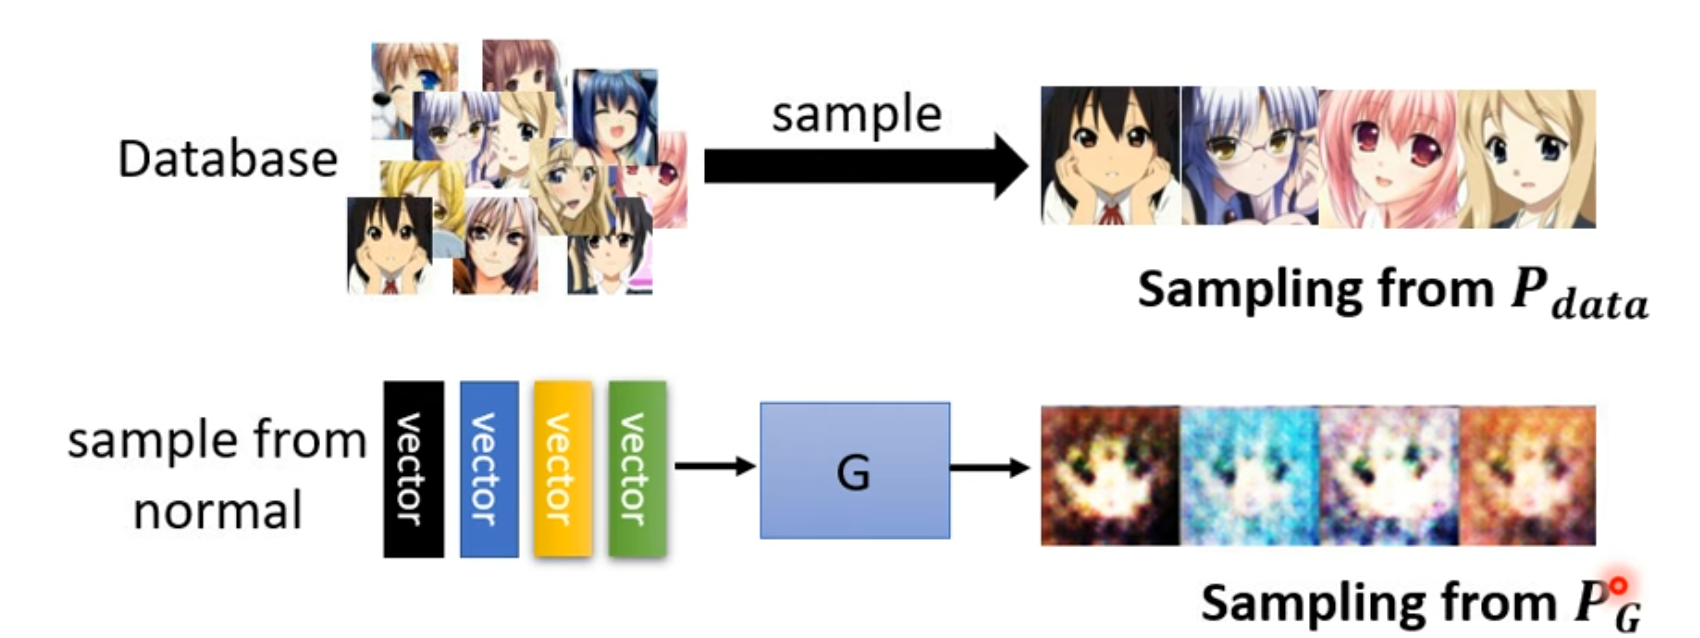 Database
sample
Sampling from P_data
sample from
normal
vector
vector
vector
vector
G
Sampling from P_G